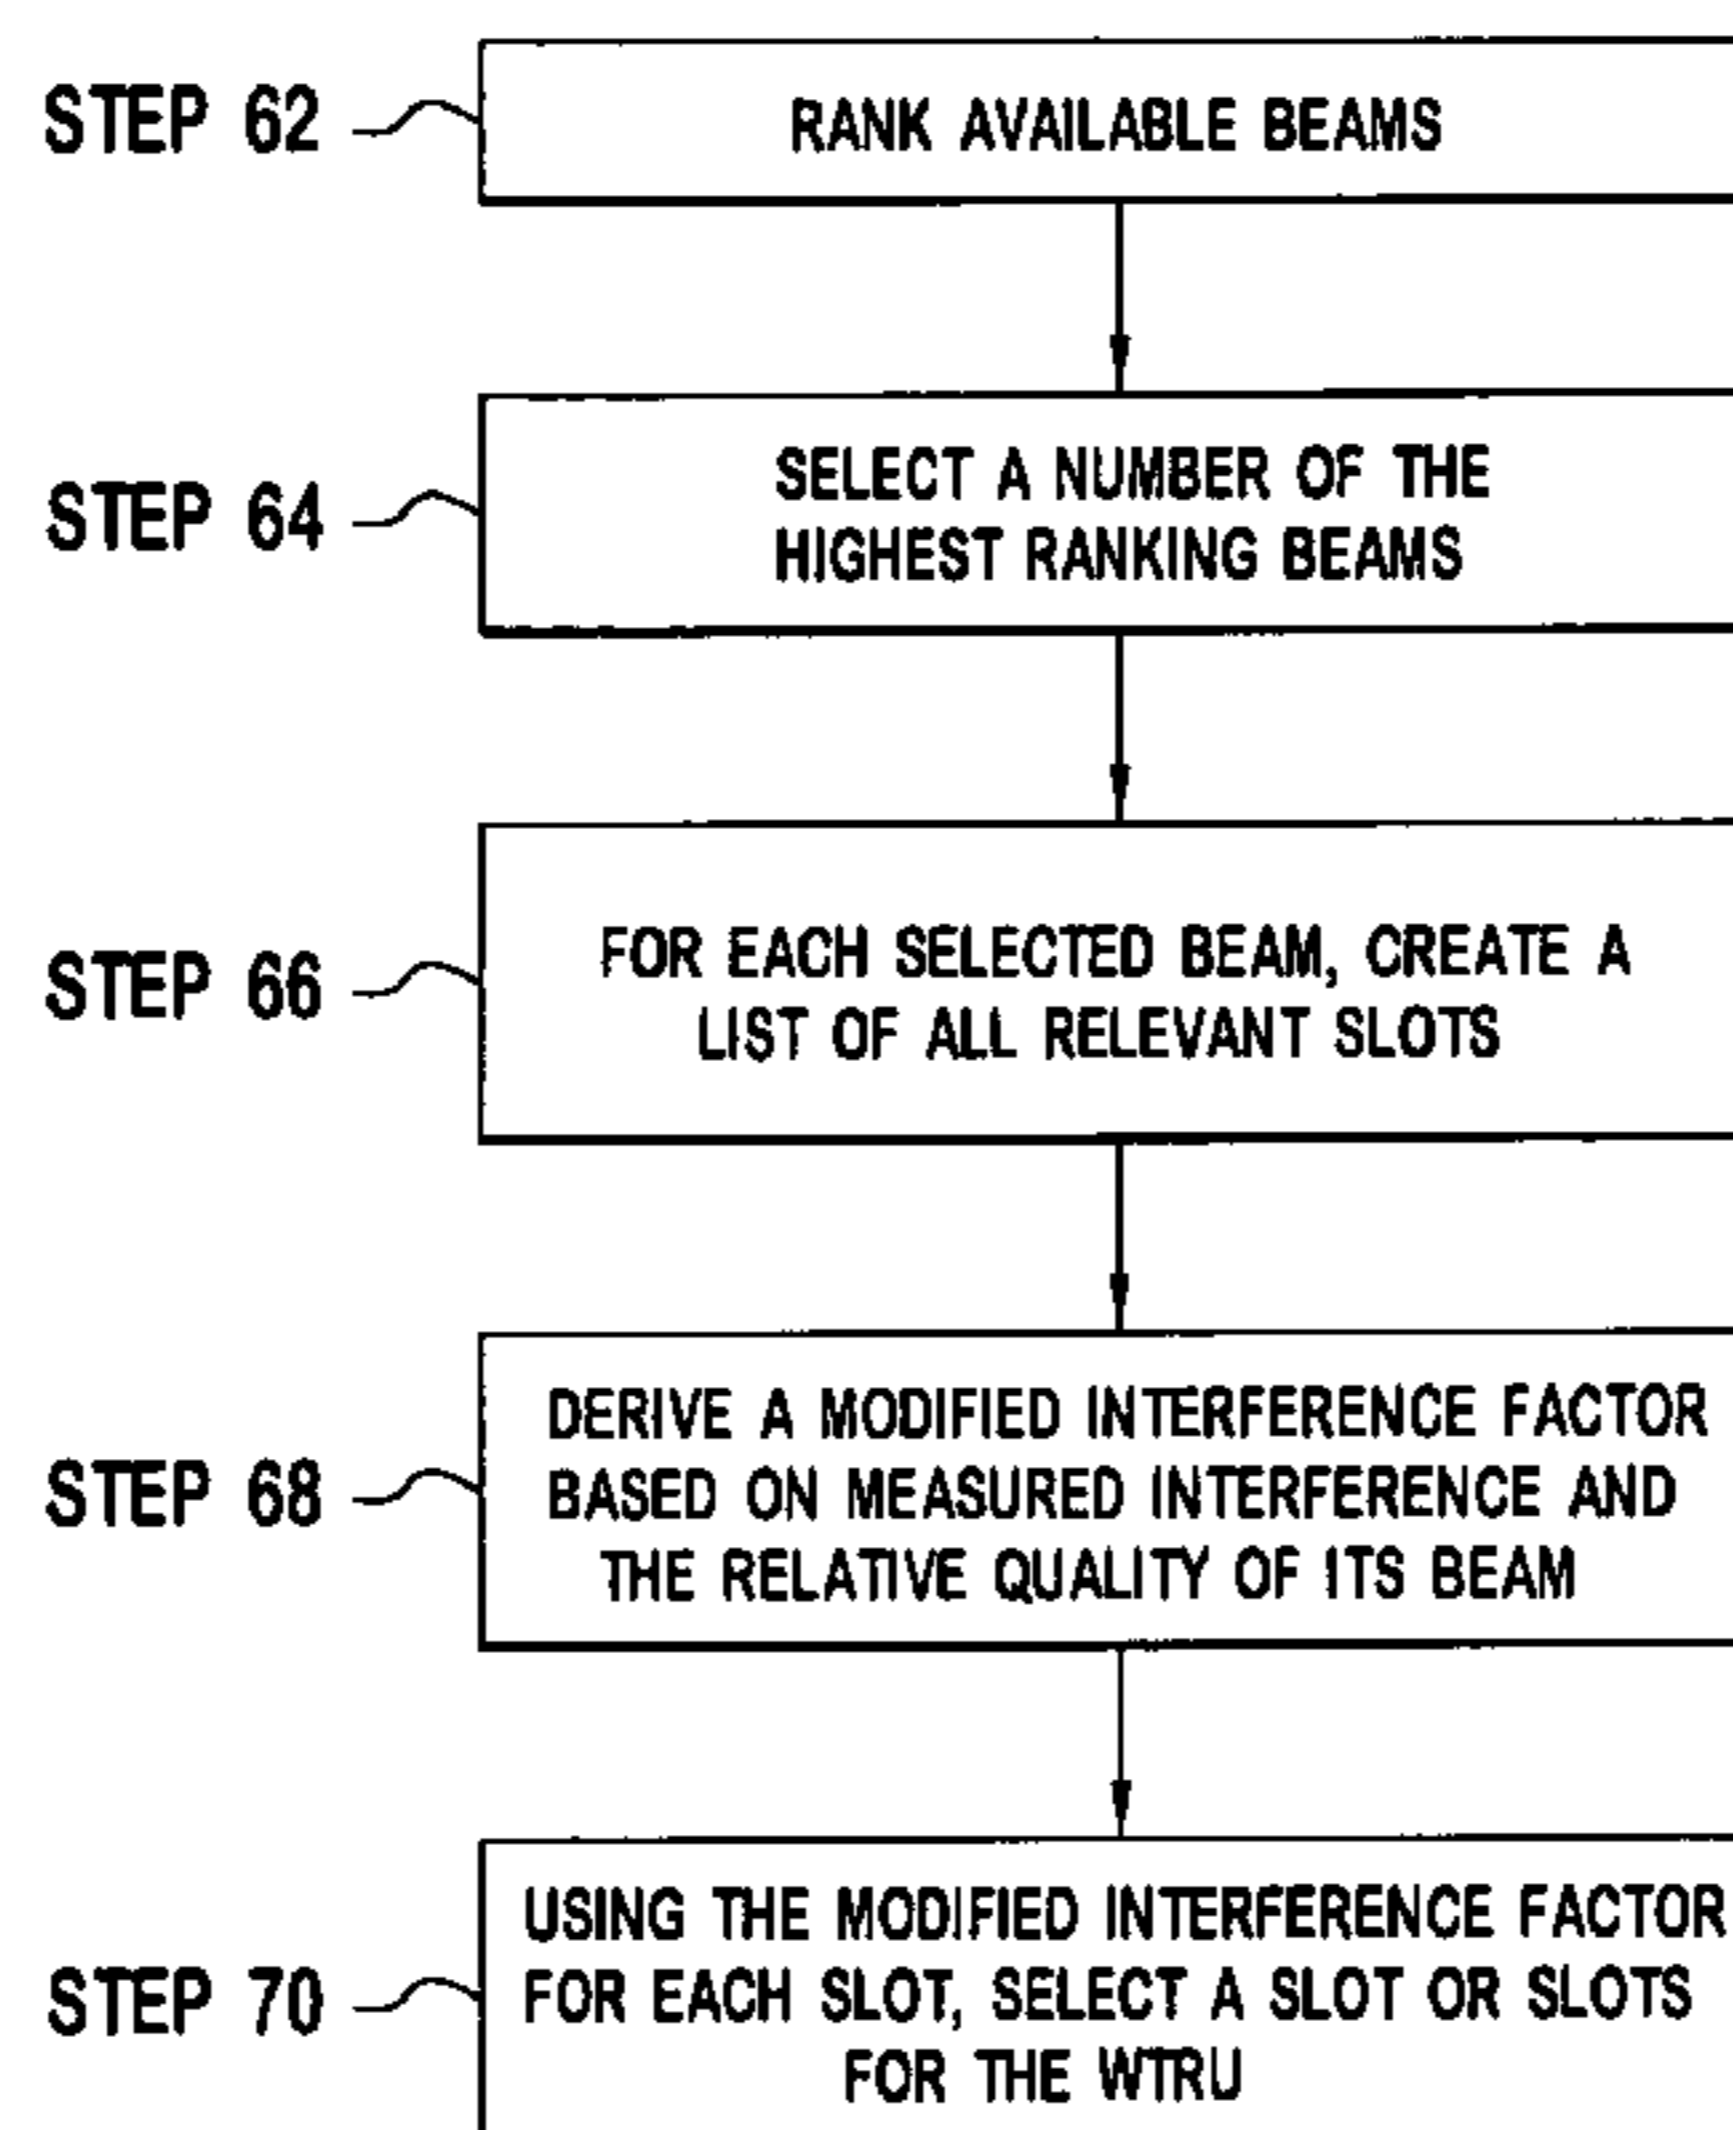 STEP 62
RANK AVAILABLE BEAMS
STEP 64
SELECT A NUMBER OF THE
HIGHEST RANKING BEAMS
STEP 66
FOR EACH SELECTED BEAM, CREATE A
LIST OF ALL RELEVANT SLOTS
STEP 68
DERIVE A MODIFIED INTERFERENCE FACTOR
BASED ON MEASURED INTERFERENCE AND
THE RELATIVE QUALITY OF ITS BEAM
STEP 70
USING THE MODIFIED INTERFERENCE FACTOR
FOR EACH SLOT, SELECT A SLOT OR SLOTS
FOR THE WTRU